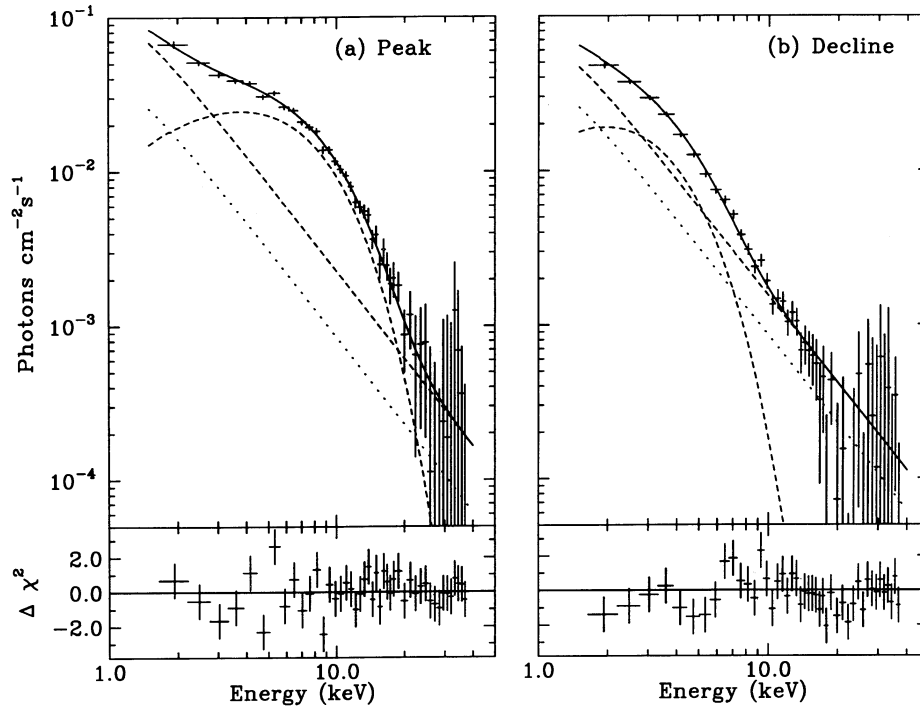 (a) Peak
(b) Decline
Photons cm⁻²s⁻¹
10⁻¹
10⁻²
10⁻³
10⁻⁴
Δ χ²
2.0
0.0
−2.0
1.0
10.0
Energy (keV)
1.0
10.0
Energy (keV)